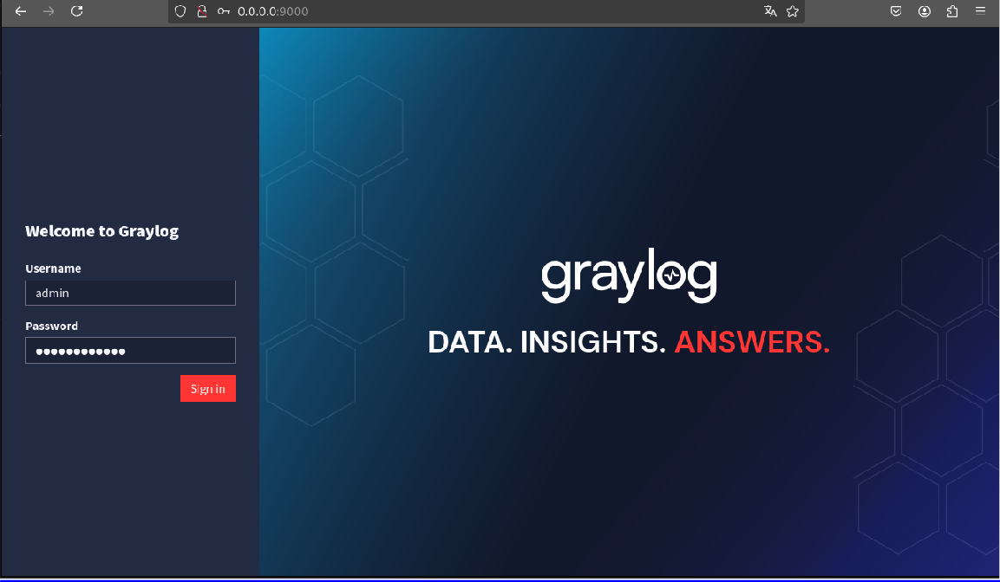 0.0.0.0:9000
Welcome to Graylog
Username
admin
Password
●●●●●●●●●●●●
Sign in
graylog
DATA. INSIGHTS. ANSWERS.